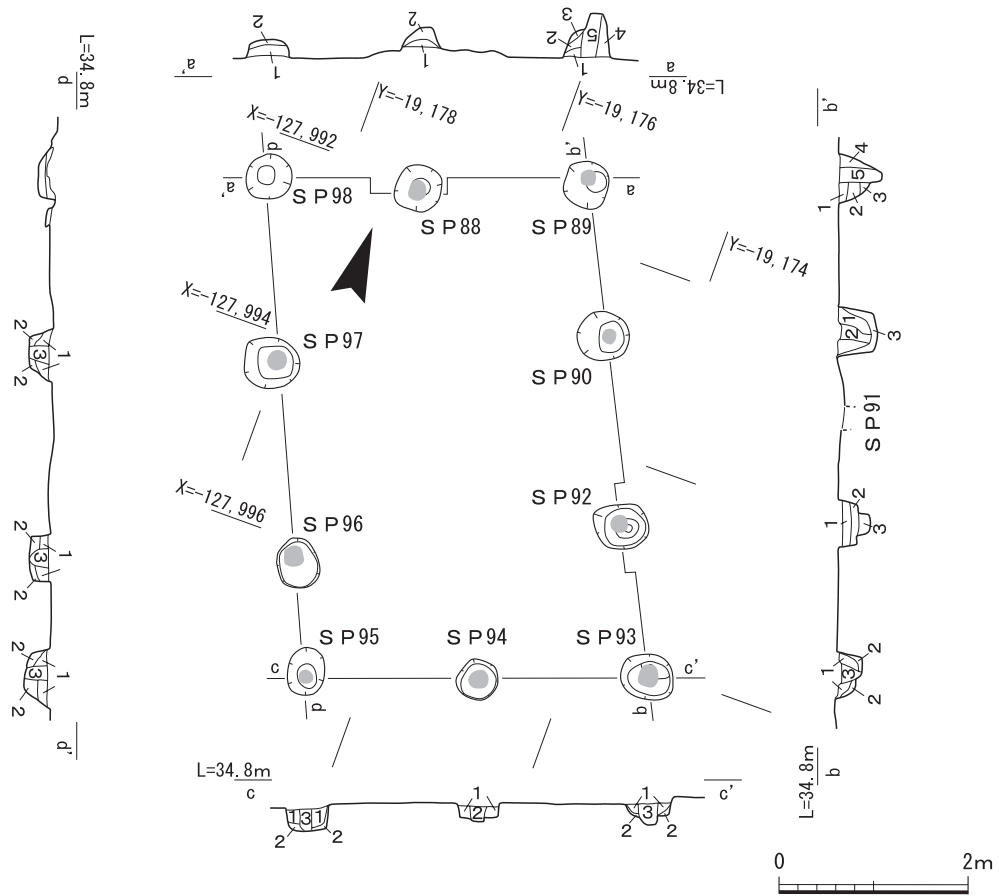 2
1
a'
2
1
3
2
5
4
1
a
L=34.8m
L=34.8m
d
X=-127,992
Y=-19,178
Y=-19,176
b'
d
b'
4
5
1
2
3
a'
a
SP98
SP88
SP89
Y=-19,174
X=-127,994
SP97
SP90
2
3
1
2
1
2
3
SP91
X=-127,996
SP96
SP92
2
3
1
2
2
1
3
SP95
SP94
SP93
c
c'
d
b
2
3
1
2
2
1
3
2
d'
L=34.8m
c
c'
L=34.8m
b
1
3
1
2
2
1
2
1
3
2
2
0
2m